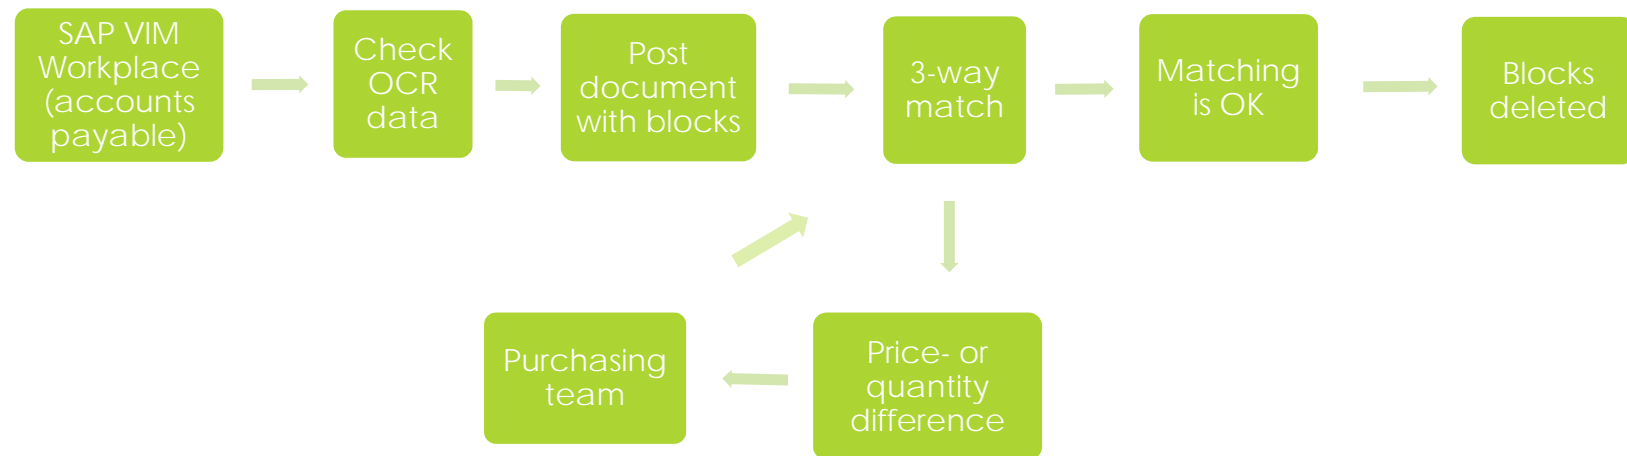 SAP VIM
Workplace
(accounts
payable)
Check
OCR
data
Post
document
with blocks
3-way
match
Matching
is OK
Blocks
deleted
Purchasing
team
Price- or
quantity
difference